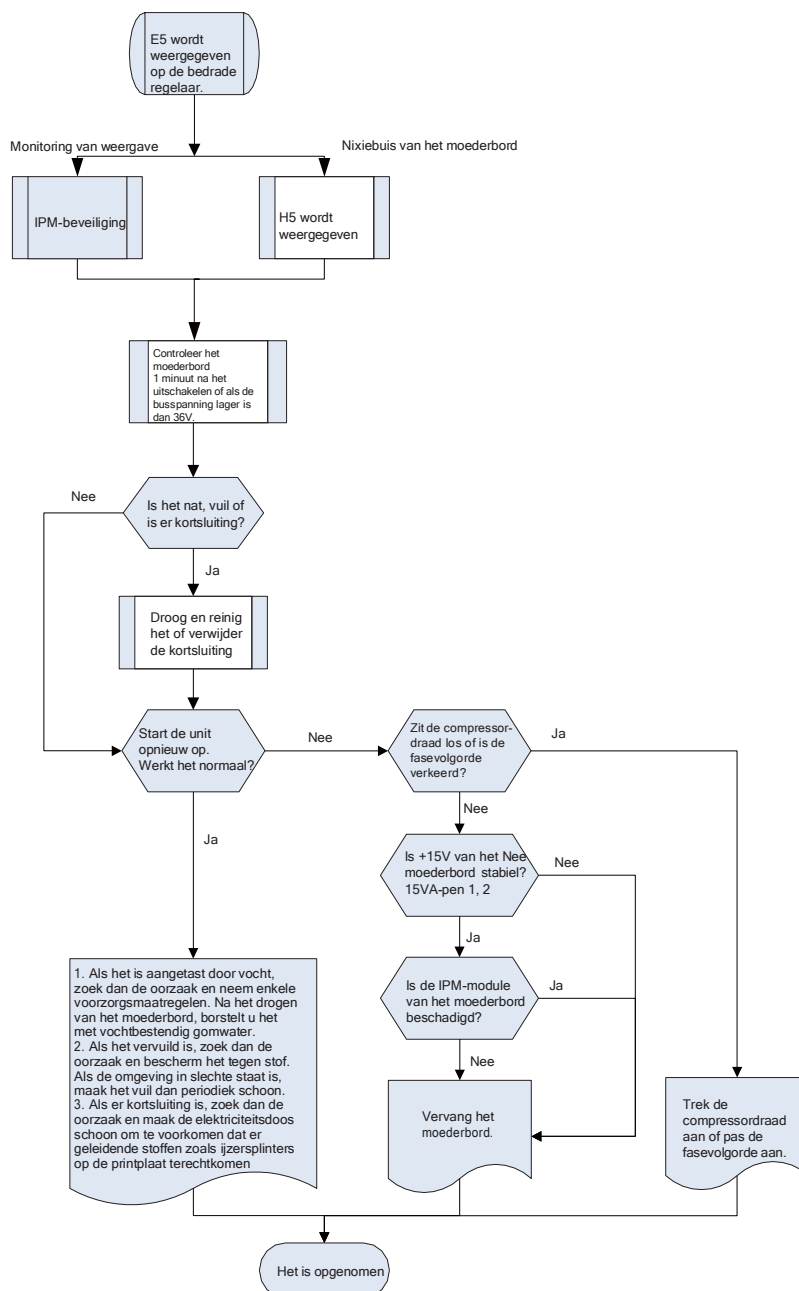 E5 wordt
weergegeven
op de bedrade
regelaar.
Monitoring van weergave
Nixiebuis van het moederbord
IPM-beveiliging
H5 wordt
weergegeven
Controleer het
moederbord
1 minuut na het
uitschakelen of als de
busspanning lager is
dan 36V.
Nee
Is het nat, vuil of
is er kortsluiting?
Ja
Droog en reinig
het of verwijder
de kortsluiting
Start de unit
opnieuw op.
Werkt het normaal?
Nee
Zit de compressor-
draad los of is de
fasevolgorde
verkeerd?
Ja
Nee
Ja
Is +15V van het Nee
moederbord stabiel?
15VA-pen 1, 2
Nee
Ja
Is de IPM-module
van het moederbord
beschadigd?
Ja
Nee
1. Als het is aangetast door vocht,
zoek dan de oorzaak en neem enkele
voorzorgsmaatregelen. Na het drogen
van het moederbord, borstelt u het
met vochtbestendig gomwater.
2. Als het vervuild is, zoek dan de
oorzaak en bescherm het tegen stof.
Als de omgeving in slechte staat is,
maak het vuil dan periodiek schoon.
3. Als er kortsluiting is, zoek dan de
oorzaak en maak de elektriciteitsdoos
schoon om te voorkomen dat er
geleidende stoffen zoals ijzersplinters
op de printplaat terechtkomen
Vervang het
moederbord.
Trek de
compressordraad
aan of pas de
fasevolgorde aan.
Het is opgenomen